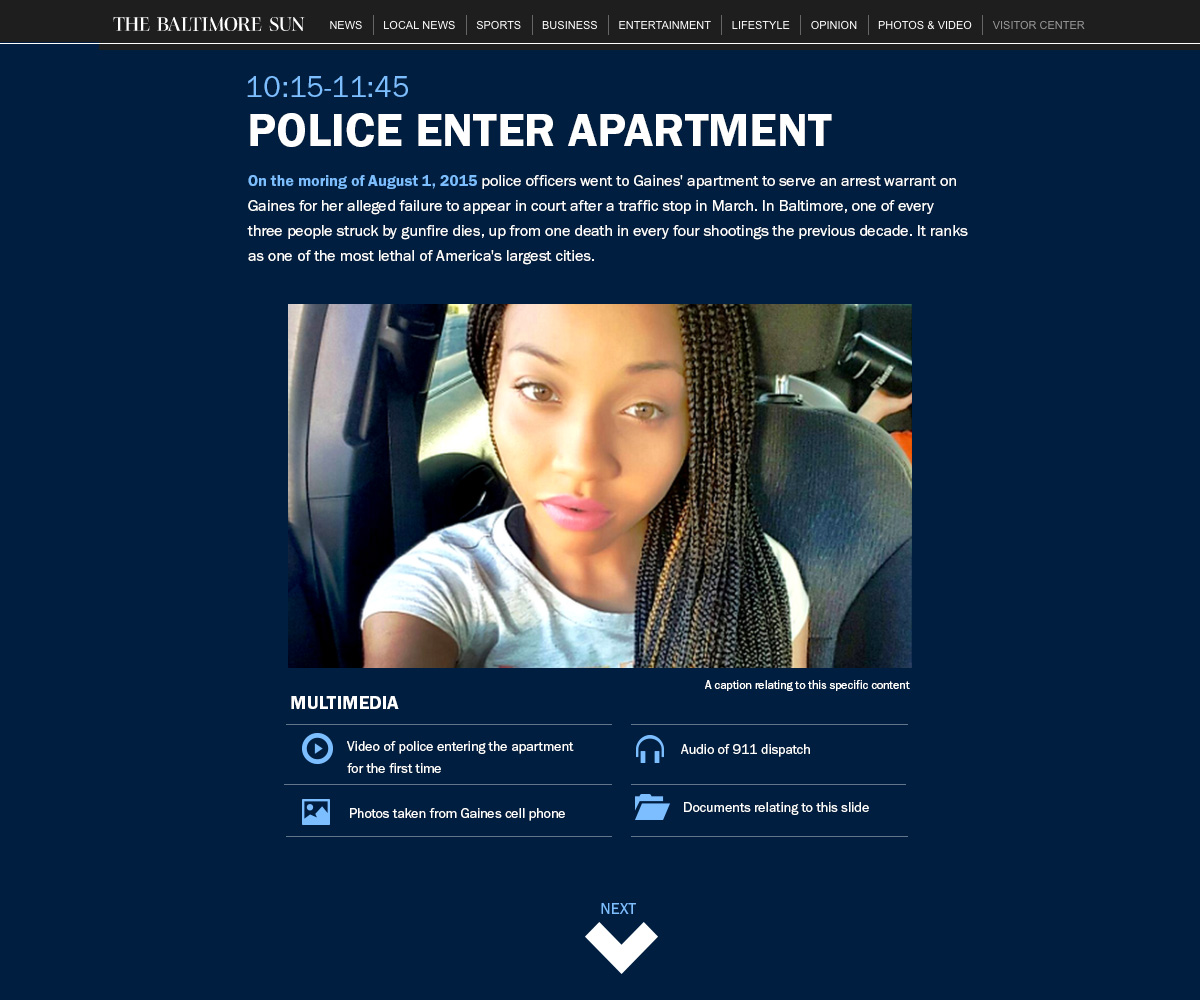 THE BALTIMORE SUN NEWS LOCAL NEWS SPORTS BUSINESS ENTERTAINMENT LIFESTYLE OPINION PHOTOS & VIDEO VISITOR CENTER
10:15-11:45
POLICE ENTER APARTMENT
On the moring of August 1, 2015 police officers went to Gaines' apartment to serve an arrest warrant on
Gaines for her alleged failure to appear in court after a traffic stop in March. In Baltimore, one of every
three people struck by gunfire dies, up from one death in every four shootings the previous decade. It ranks
as one of the most lethal of America's largest cities.
A caption relating to this specific content
MULTIMEDIA
Video of police entering the apartment
for the first time
Audio of 911 dispatch
Photos taken from Gaines cell phone
Documents relating to this slide
NEXT